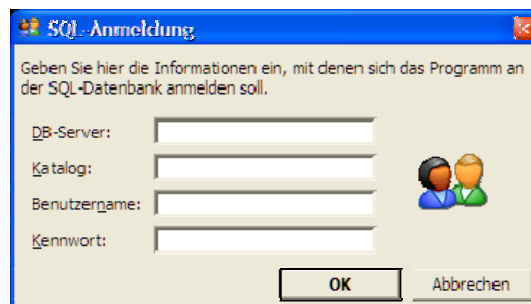 SQL-Anmeldung
Geben Sie hier die Informationen ein, mit denen sich das Programm an
der SQL-Datenbank anmelden soll.
DB-Server:
Katalog:
Benutzername:
Kennwort:
OK Abbrechen